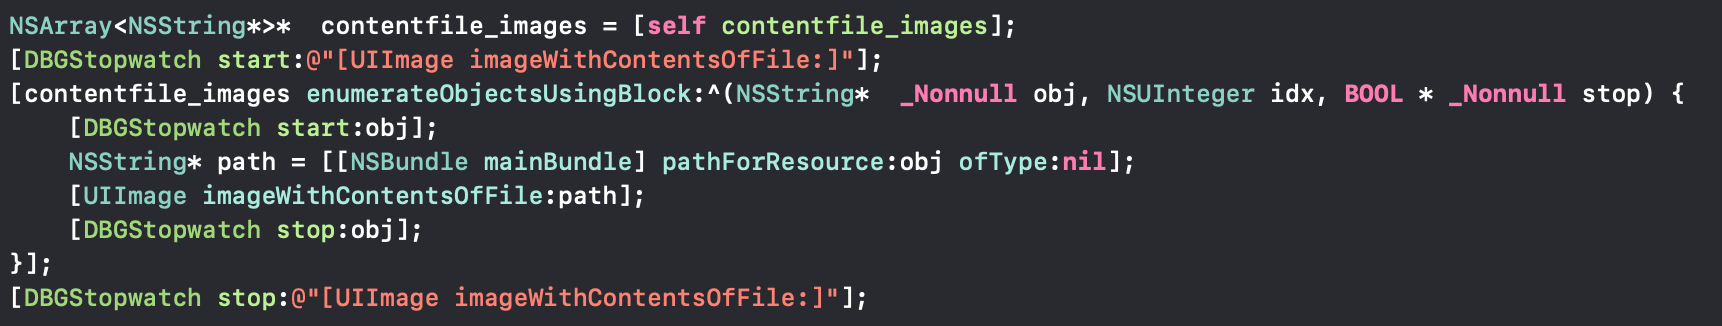 NSArray<NSString*>*  contentfile_images = [self contentfile_images];
[DBGStopwatch start:@"[UIImage imageWithContentsOfFile:]"];
[contentfile_images enumerateObjectsUsingBlock:^(NSString*  _Nonnull obj, NSUInteger idx, BOOL * _Nonnull stop) {
    [DBGStopwatch start:obj];
    NSString* path = [[NSBundle mainBundle] pathForResource:obj ofType:nil];
    [UIImage imageWithContentsOfFile:path];
    [DBGStopwatch stop:obj];
}];
[DBGStopwatch stop:@"[UIImage imageWithContentsOfFile:]"];